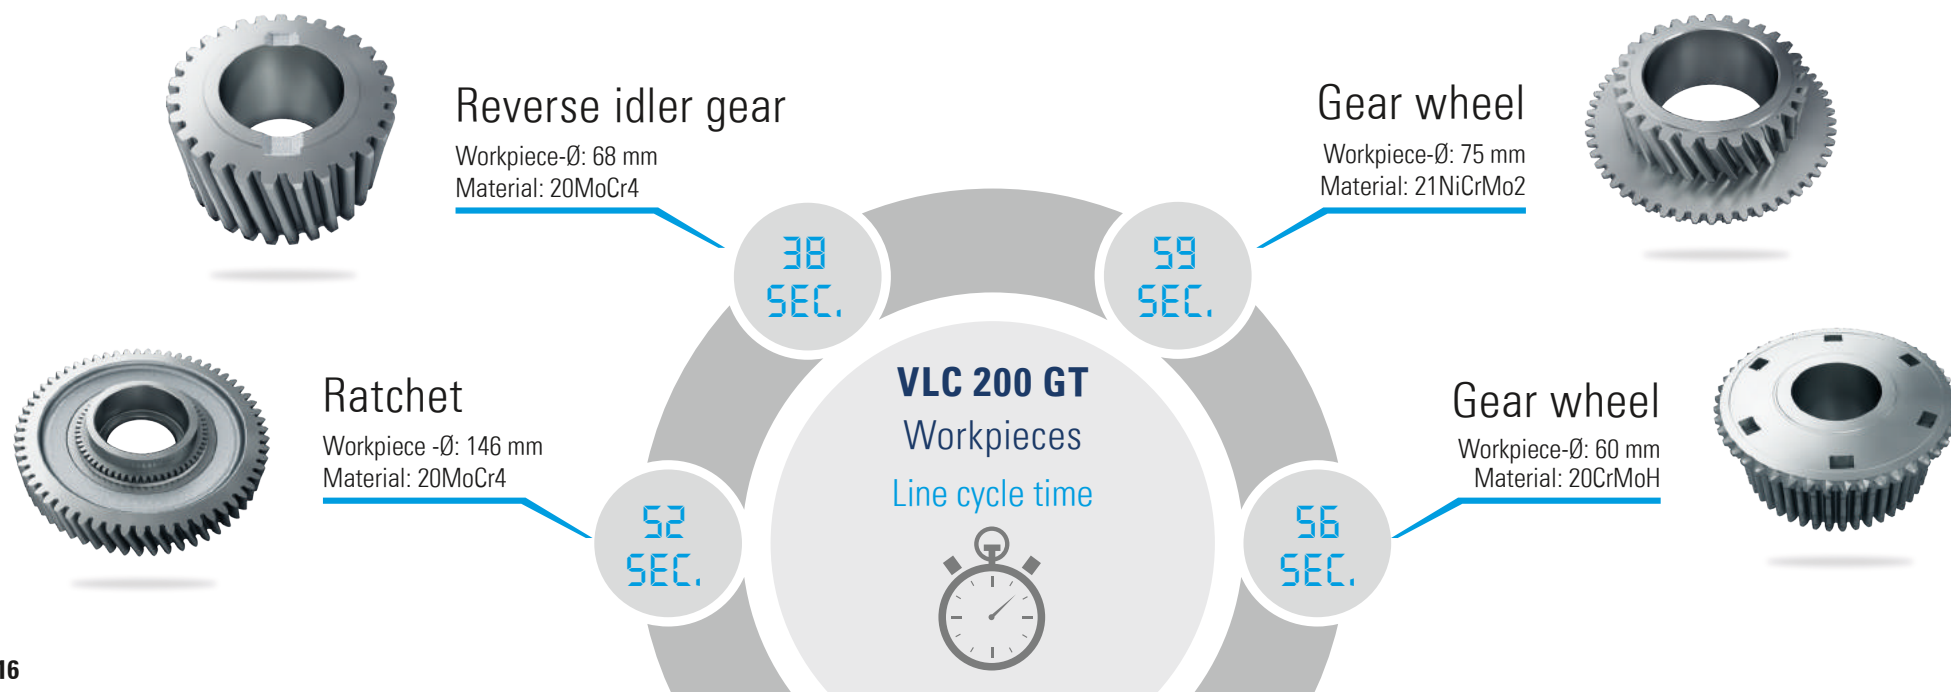 Reverse idler gear
Workpiece-Ø: 68 mm
Material: 20MoCr4
38
SEC.
Gear wheel
Workpiece-Ø: 75 mm
Material: 21NiCrMo2
59
SEC.
Ratchet
Workpiece -Ø: 146 mm
Material: 20MoCr4
52
SEC.
VLC 200 GT
Workpieces
Line cycle time
Gear wheel
Workpiece-Ø: 60 mm
Material: 20CrMoH
56
SEC.
16